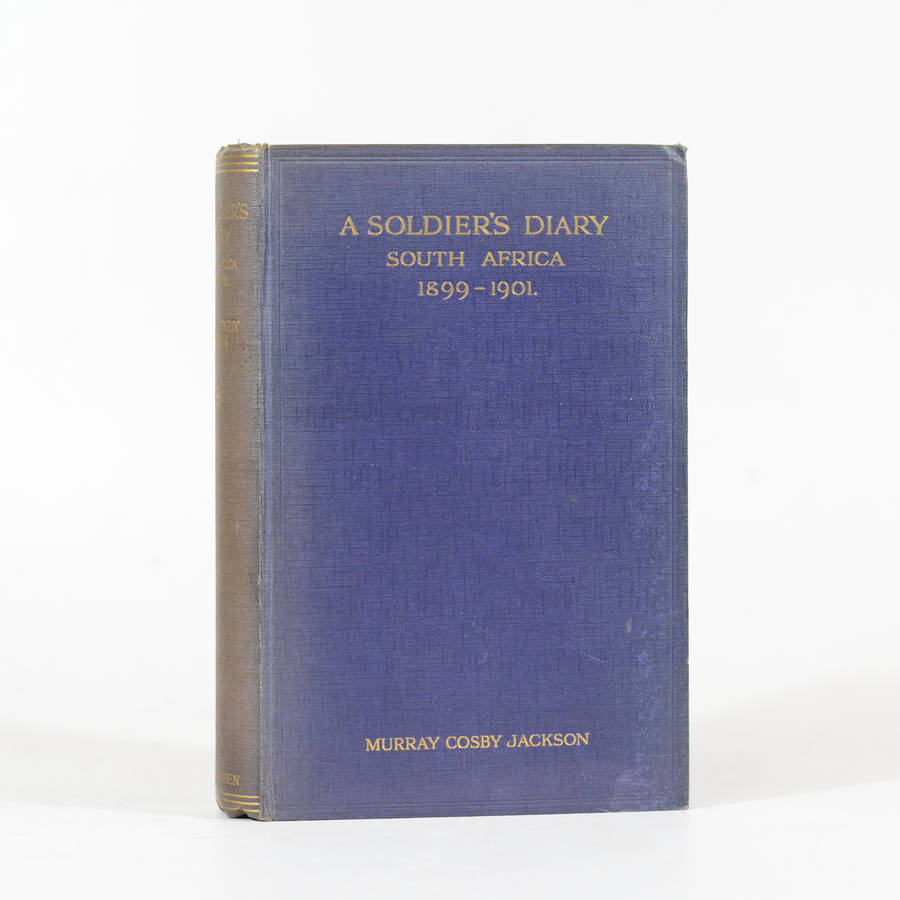 A SOLDIER'S DIARY
SOUTH AFRICA
1899-1901.
MURRAY COSBY JACKSON